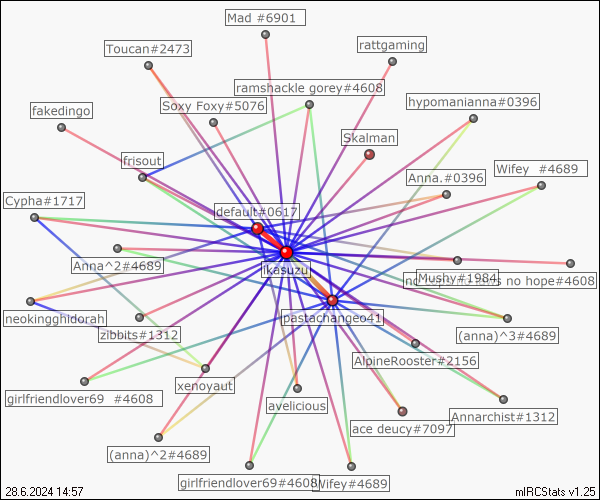 Mad #6901
Toucan#2473
rattgaming
ramshackle gorey#4608
hypomanianna#0396
fakedingo
Soxy Foxy#5076
Skalman
frisout
Wifey #4689
Anna.#0396
Cypha#1717
default#0617
Anna^2#4689
ikasuzu
Mushy#1984
no hope#4608
neokingghidorah
zibbits#1312
pastachangeo41
(anna)^3#4689
AlpineRooster#2156
xenoyaut
girlfriendlover69 #4608
avelicious
Annarchist#1312
ace deucy#7097
(anna)^2#4689
girlfriendlover69#4608
Wifey#4689
28.6.2024 14:57
mIRCStats v1.25